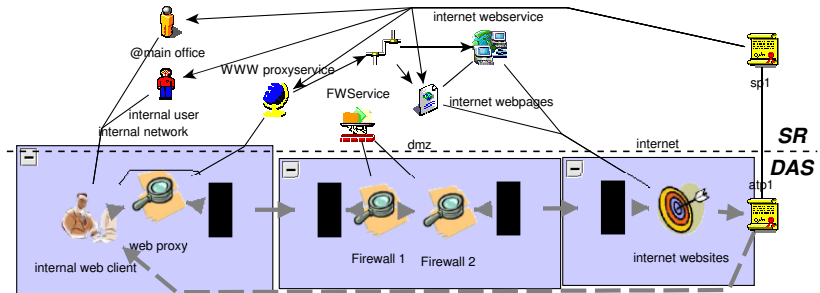 internet webservice
@main office
WWW proxyservice
sp1
FWService
internet webpages
internal user
internal network
dmz
internet
SR
DAS
atp1
web proxy
internal web client
Firewall 1
Firewall 2
internet websites